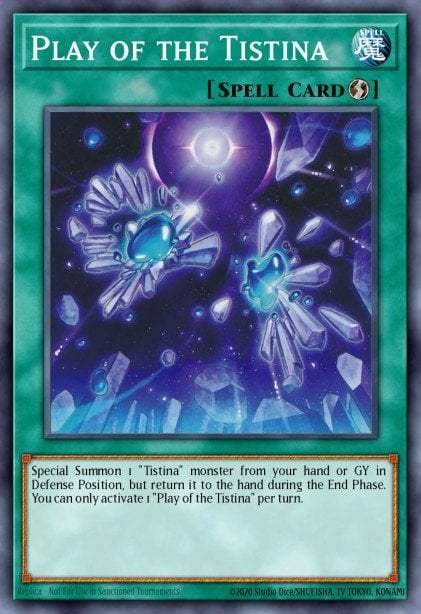 PLAY OF THE TISTINA
SPELL
魔
[SPELL CARD]
Special Summon 1 "Tistina" monster from your hand or GY in
Defense Position, but return it to the hand during the End Phase.
You can only activate 1 "Play of the Tistina" per turn.
Replica - Not For Use in Sanctioned Tournaments
©2020 Studio Dice/SHUEISHA, TV TOKYO, KONAMI